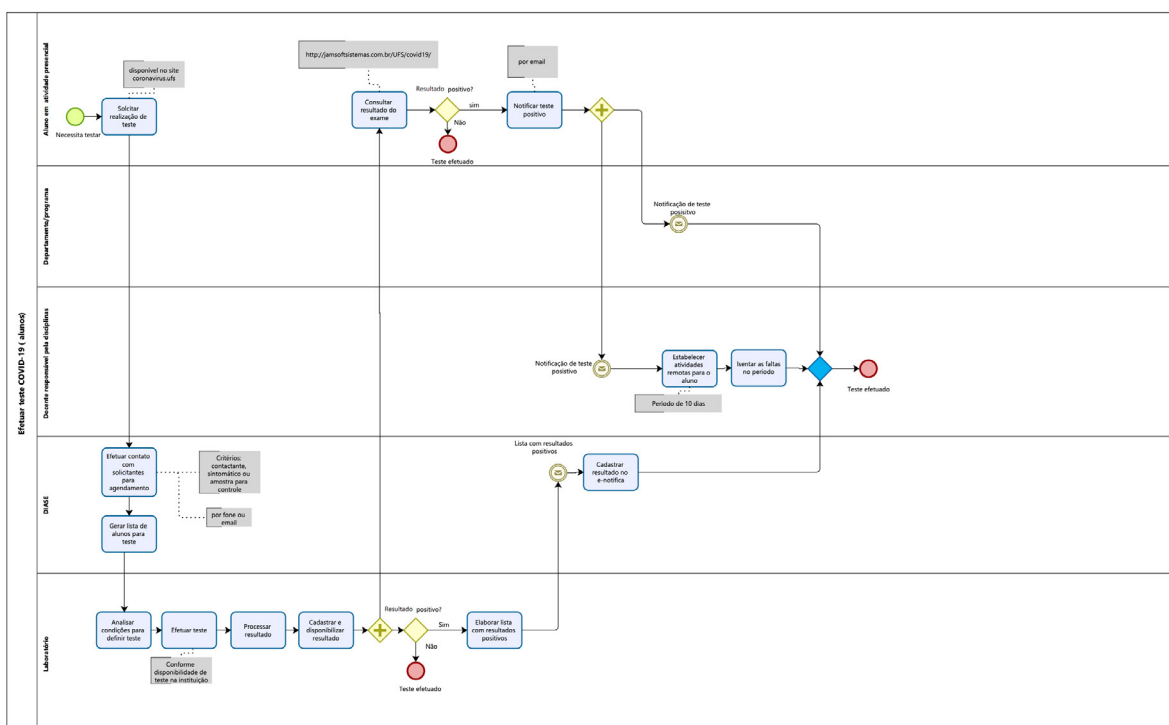 Efetuar teste COVID-19 ( alunos)
Aluno em atividade presencial
Necessita testar
Solcitar
realização de
teste
disponível no site
coronavirus.ufs
http://jamsoftsistemas.com.br/UFS/covid19/
Consultar
resultado do
exame
Resultado positivo?
sim
Não
Teste efetuado
por email
Notificar teste
positivo
Departamento/programa
Notificação de teste
posisitvo
Docente responsável pela disciplinas
Notificação de teste
posistivo
Estabelecer
atividades
remotas para o
aluno
Período de 10 dias
Isentar as faltas
no período
Teste efetuado
DIASE
Efetuar contato
com
solicitantes
para
agendamento
Critérios:
contactante,
sintomático ou
amostra para
controfe
por fone ou
email
Gerar lista de
alunos para
teste
Lista com resultados
positivos
Cadastrar
resultado no
e-notifica
Laboratório
Analisar
condições para
definir teste
Efetuar teste
Conforme
disponibilidade de
teste na instituição
Processar
resultado
Cadastrar e
disponibilizar
resultado
Resultado positivo?
Sim
Não
Teste efetuado
Elaborar lista
com resultados
positivos